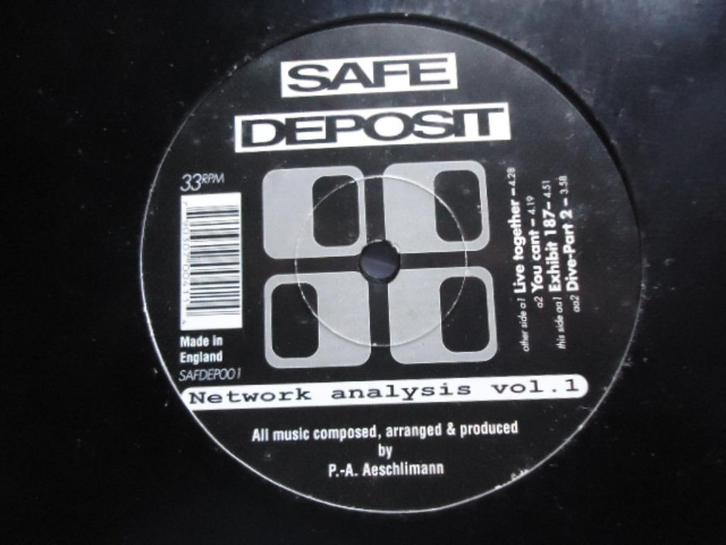 SAFE
DEPOSIT
33RPM
Made in
England
SAFDEP001
other side a1 Live together - 4.28
a2 You cant - 4.19
this side aa1 Exhibit 187- 4.51
aa2 Dive-Part 2 - 3.58
Network analysis vol.1
All music composed, arranged & produced
by
P.-A. Aeschlimann